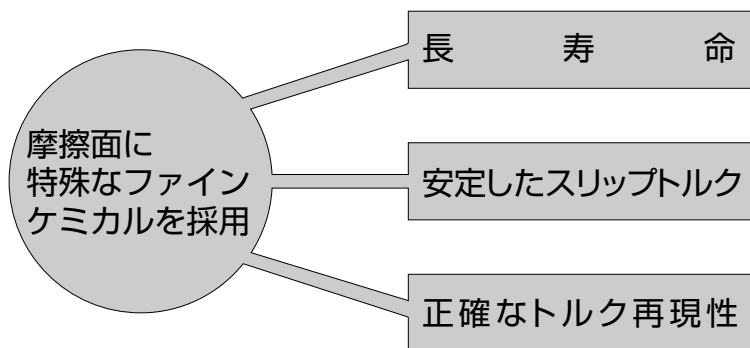 摩擦面に
特殊なファイン
ケミカルを採用
長寿命
安定したスリップトルク
正確なトルク再現性